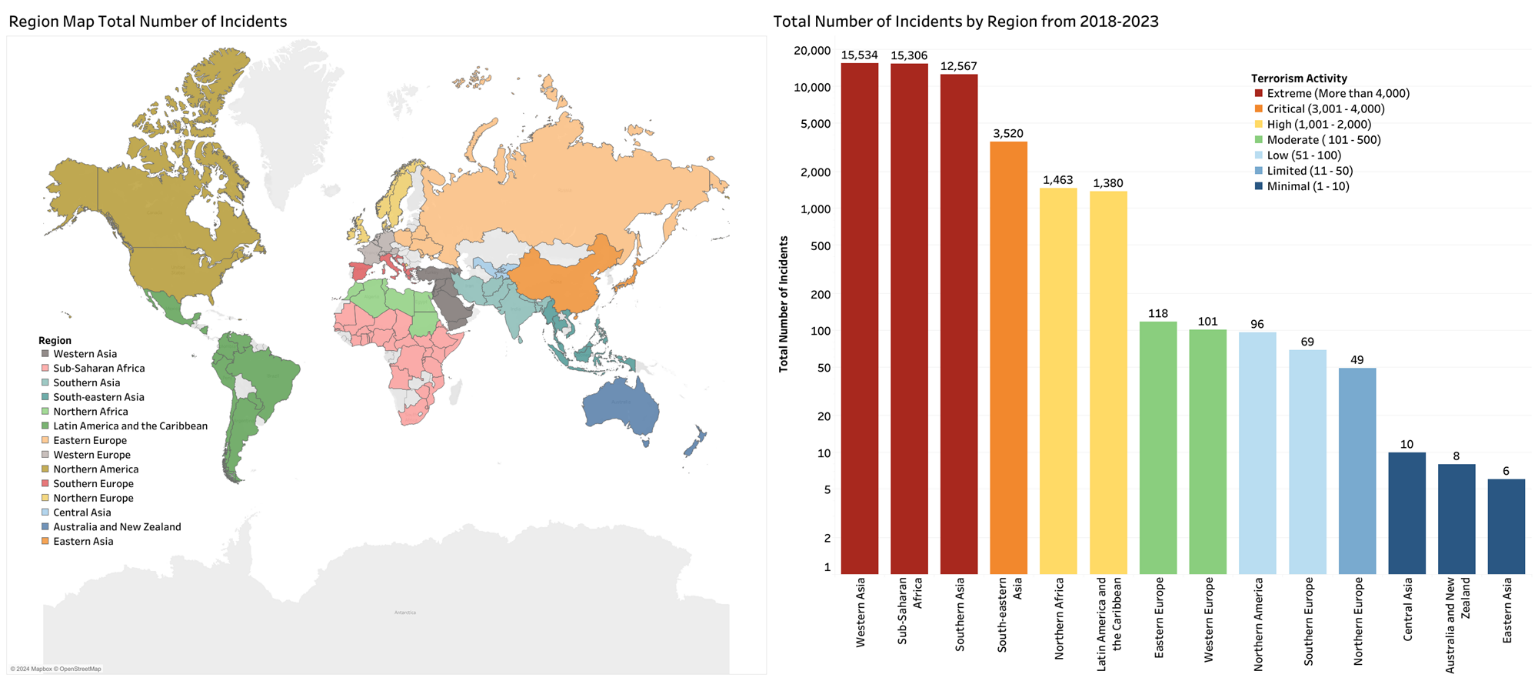 Region Map Total Number of Incidents
Region
Western Asia
Sub-Saharan Africa
Southern Asia
South-eastern Asia
Northern Africa
Latin America and the Caribbean
Eastern Europe
Western Europe
Northern America
Southern Europe
Northern Europe
Central Asia
Australia and New Zealand
Eastern Asia
Antarctica
© 2024 Mapbox © OpenStreetMap
Total Number of Incidents by Region from 2018-2023
Total Number of Incidents
20,000
10,000
5,000
2,000
1,000
500
200
100
50
20
10
5
2
1
15,534
15,306
12,567
3,520
1,463
1,380
118
101
96
69
49
10
8
6
Terrorism Activity
Extreme (More than 4,000)
Critical (3,001 - 4,000)
High (1,001 - 2,000)
Moderate ( 101 - 500)
Low (51 - 100)
Limited (11 - 50)
Minimal (1 - 10)
Western Asia
Sub-Saharan
Africa
Southern Asia
South-eastern
Asia
Northern Africa
Latin America and
the Caribbean
Eastern Europe
Western Europe
Northern America
Southern Europe
Northern Europe
Central Asia
Australia and New
Zealand
Eastern Asia